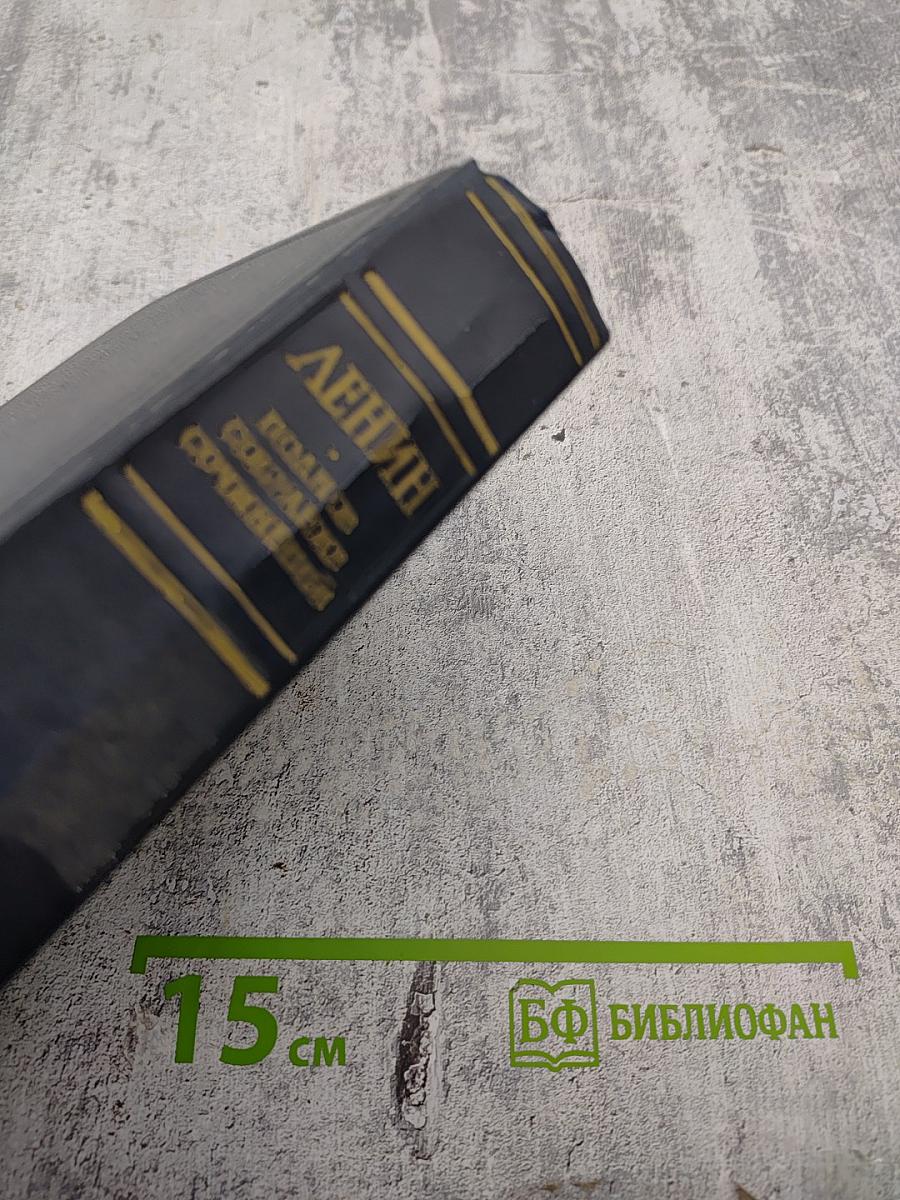 ЛЕНИН
ПОЛНОЕ
СОБРАНИЕ
СОЧИНЕНИЙ
15 см
БФ БИБЛИОФАН